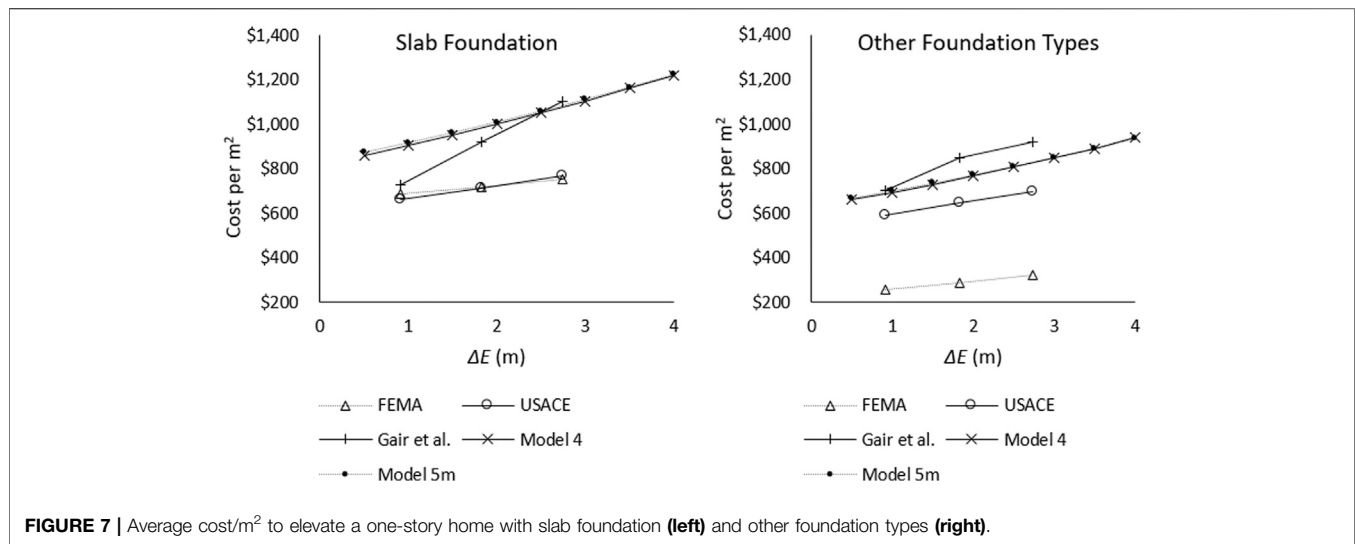 Slab Foundation
$1,400
$1,200
$1,000
$800
$600
$400
$200
Cost per m²
0 1 2 3 4
ΔE (m)
FEMA USACE
Gair et al. Model 4
Model 5m
Other Foundation Types
$1,400
$1,200
$1,000
$800
$600
$400
$200
Cost per m²
0 1 2 3 4
ΔE (m)
FEMA USACE
Gair et al. Model 4
Model 5m
FIGURE 7 | Average cost/m² to elevate a one-story home with slab foundation (left) and other foundation types (right).